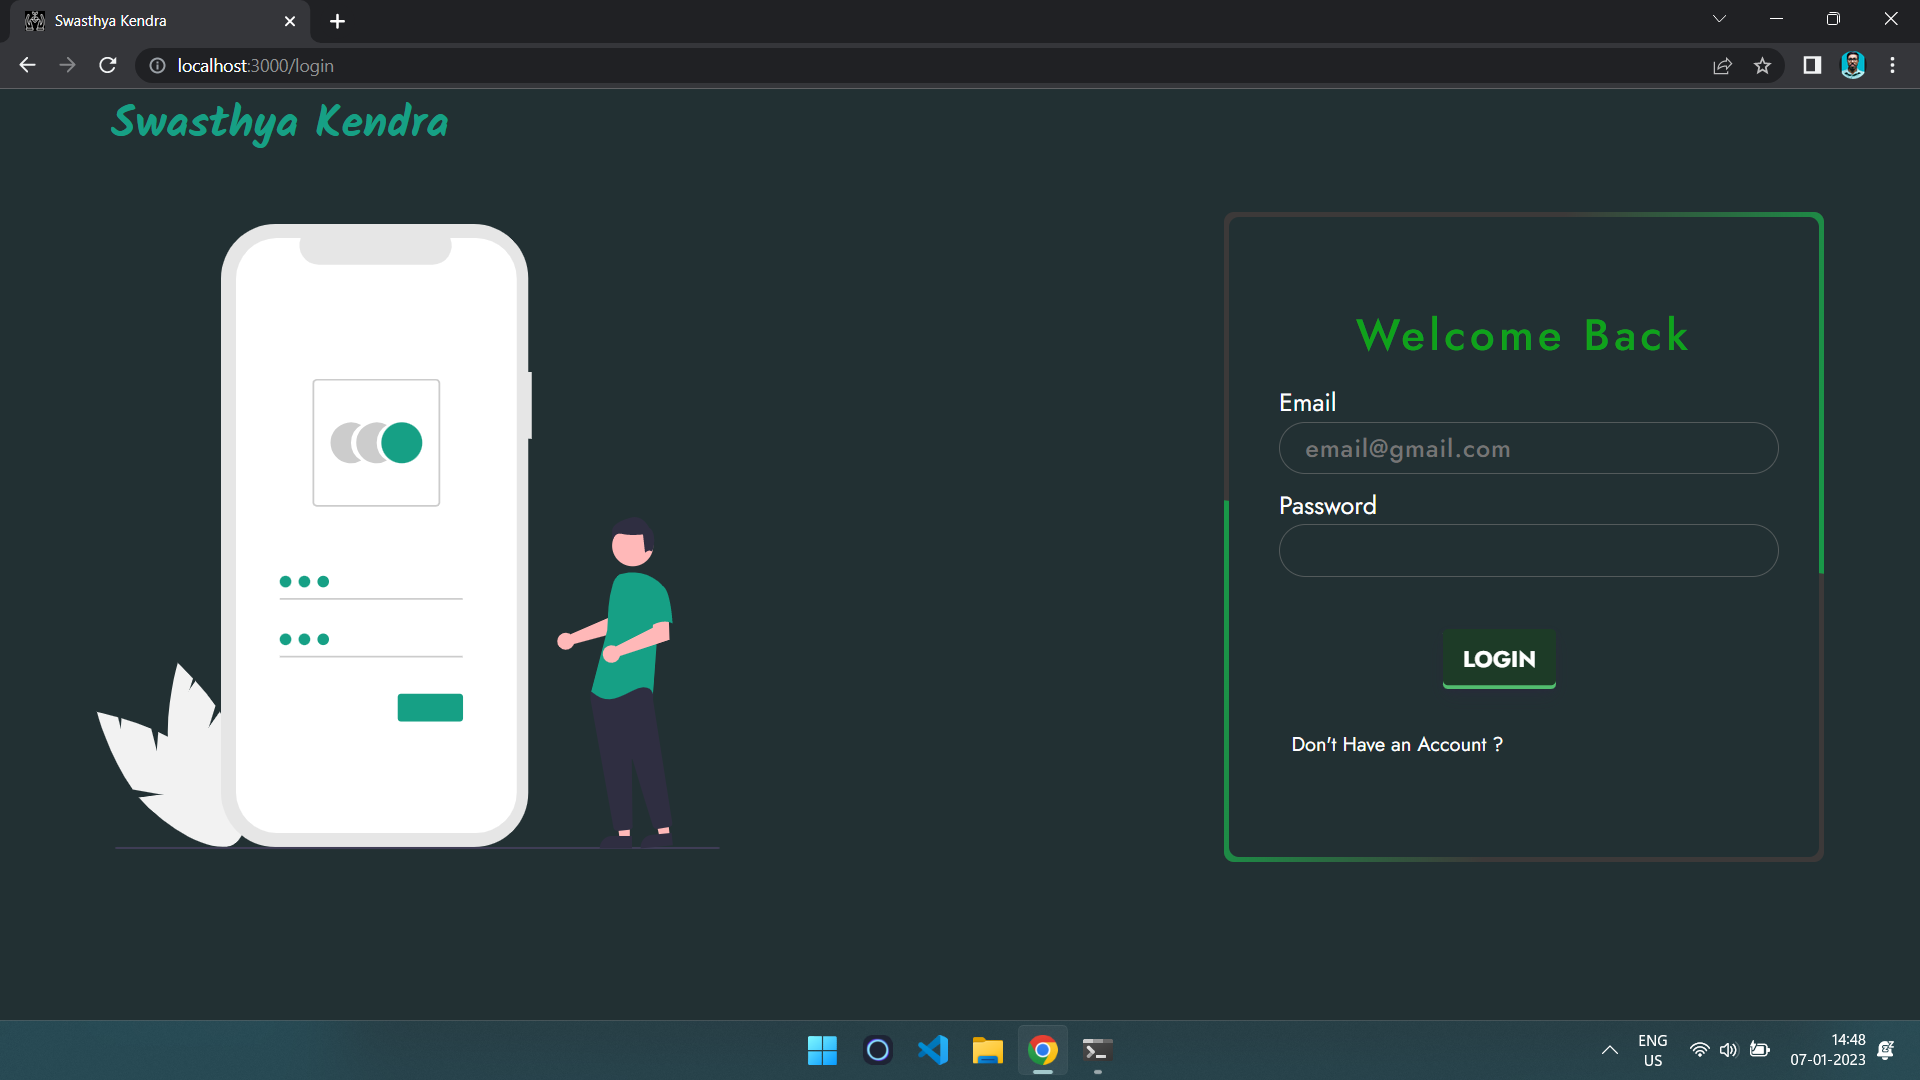 Swasthya Kendra
localhost:3000/login
Swasthya Kendra
Welcome Back
Email
email@gmail.com
Password
LOGIN
Don't Have an Account ?
ENG
US
14:48
07-01-2023